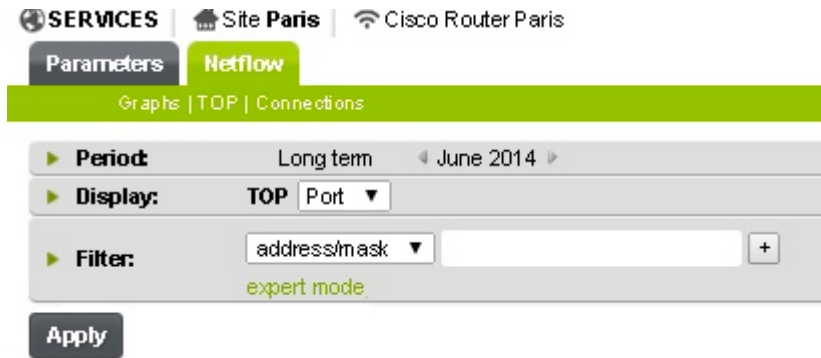 SERVICES | Site Paris | Cisco Router Paris
Parameters Netflow
Graphs | TOP | Connections
Period: Long term June 2014
Display: TOP Port
Filter: address/mask +
expert mode
Apply